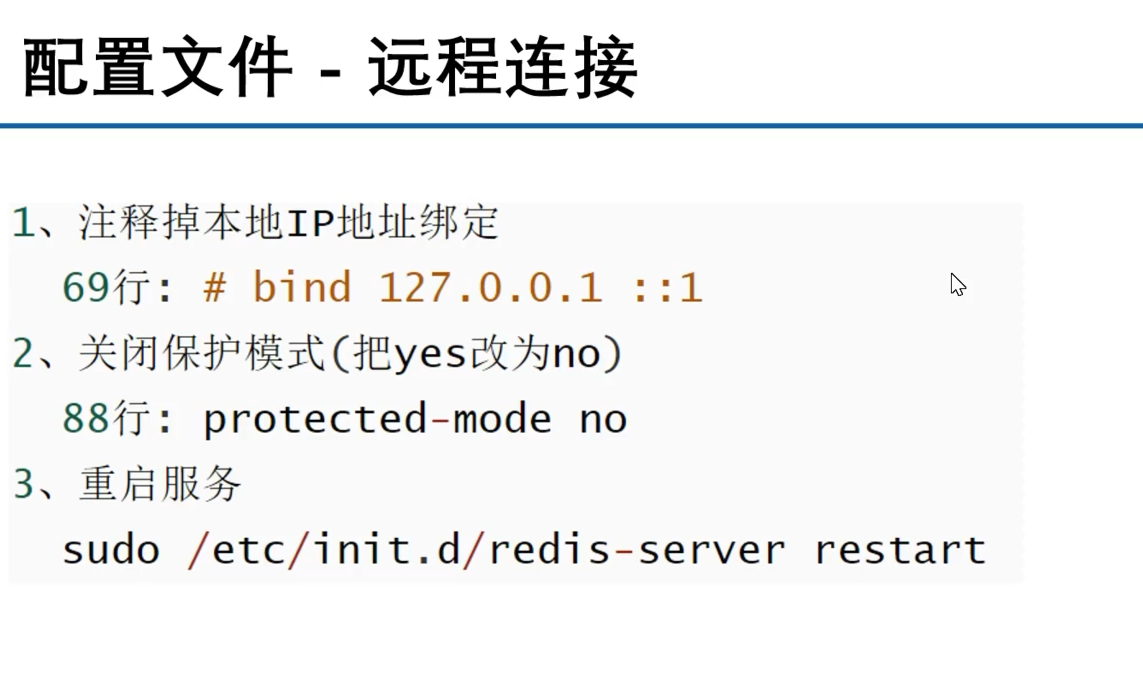 配置文件 - 远程连接
1、注释掉本地IP地址绑定
69行: # bind 127.0.0.1 ::1
2、关闭保护模式(把yes改为no)
88行: protected-mode no
3、重启服务
sudo /etc/init.d/redis-server restart